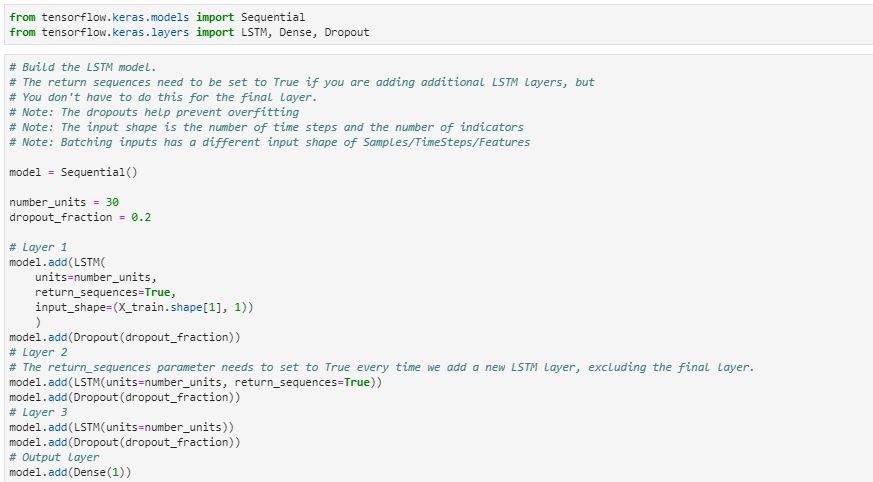 from tensorflow.keras.models import Sequential
from tensorflow.keras.layers import LSTM, Dense, Dropout
# Build the LSTM model.
# The return sequences need to be set to True if you are adding additional LSTM layers, but
# You don't have to do this for the final layer.
# Note: The dropouts help prevent overfitting
# Note: The input shape is the number of time steps and the number of indicators
# Note: Batching inputs has a different input shape of Samples/TimeSteps/Features
model = Sequential()
number_units = 30
dropout_fraction = 0.2
# Layer 1
model.add(LSTM(
    units=number_units,
    return_sequences=True,
    input_shape=(X_train.shape[1], 1))
    )
model.add(Dropout(dropout_fraction))
# Layer 2
# The return_sequences parameter needs to set to True every time we add a new LSTM layer, excluding the final layer.
model.add(LSTM(units=number_units, return_sequences=True))
model.add(Dropout(dropout_fraction))
# Layer 3
model.add(LSTM(units=number_units))
model.add(Dropout(dropout_fraction))
# Output layer
model.add(Dense(1))